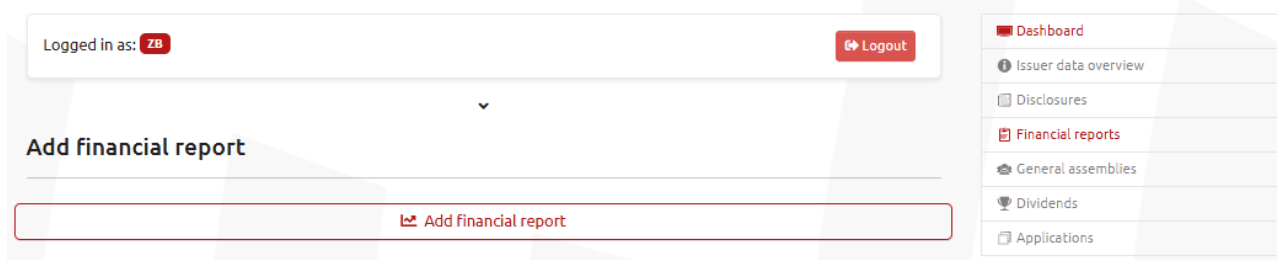 Logged in as: ZB
Logout
Add financial report
Add financial report
Dashboard
Issuer data overview
Disclosures
Financial reports
General assemblies
Dividends
Applications